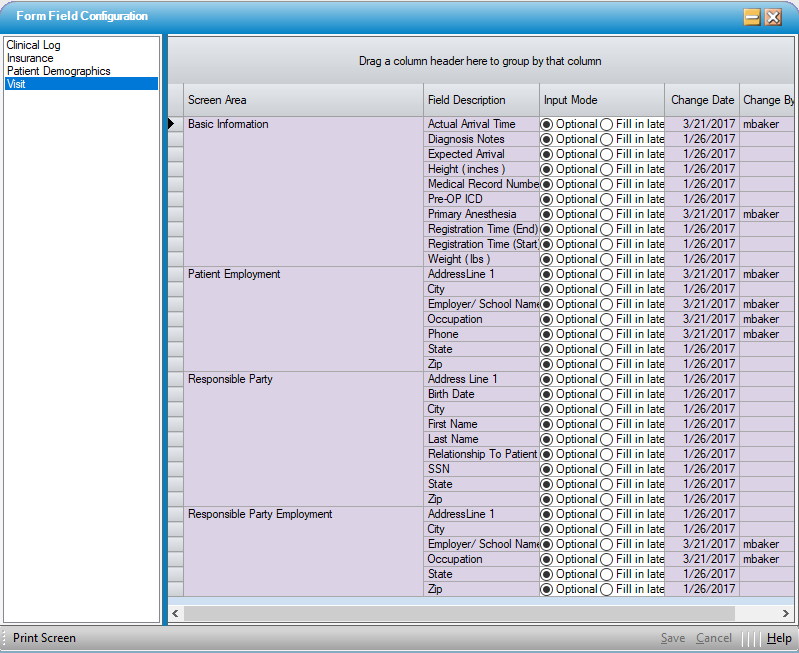 Form Field Configuration
Clinical Log
Insurance
Patient Demographics
Visit
Drag a column header here to group by that column
Screen Area Field Description Input Mode Change Date Change By
Basic Information Actual Arrival Time Optional Fill in late 3/21/2017 mbaker
Diagnosis Notes Optional Fill in late 1/26/2017
Expected Arrival Optional Fill in late 1/26/2017
Height ( inches ) Optional Fill in late 1/26/2017
Medical Record Numbe Optional Fill in late 1/26/2017
Pre-OP ICD Optional Fill in late 1/26/2017
Primary Anesthesia Optional Fill in late 3/21/2017 mbaker
Registration Time (End) Optional Fill in late 1/26/2017
Registration Time (Start Optional Fill in late 1/26/2017
Weight ( lbs ) Optional Fill in late 1/26/2017
Patient Employment AddressLine 1 Optional Fill in late 3/21/2017 mbaker
City Optional Fill in late 1/26/2017
Employer/ School Name Optional Fill in late 3/21/2017 mbaker
Occupation Optional Fill in late 3/21/2017 mbaker
Phone Optional Fill in late 3/21/2017 mbaker
State Optional Fill in late 1/26/2017
Zip Optional Fill in late 1/26/2017
Responsible Party Address Line 1 Optional Fill in late 1/26/2017
Birth Date Optional Fill in late 1/26/2017
City Optional Fill in late 1/26/2017
First Name Optional Fill in late 1/26/2017
Last Name Optional Fill in late 1/26/2017
Relationship To Patient Optional Fill in late 1/26/2017
SSN Optional Fill in late 1/26/2017
State Optional Fill in late 1/26/2017
Zip Optional Fill in late 1/26/2017
Responsible Party Employment AddressLine 1 Optional Fill in late 1/26/2017
City Optional Fill in late 1/26/2017
Employer/ School Name Optional Fill in late 3/21/2017 mbaker
Occupation Optional Fill in late 3/21/2017 mbaker
State Optional Fill in late 1/26/2017
Zip Optional Fill in late 1/26/2017
Print Screen Save Cancel Help